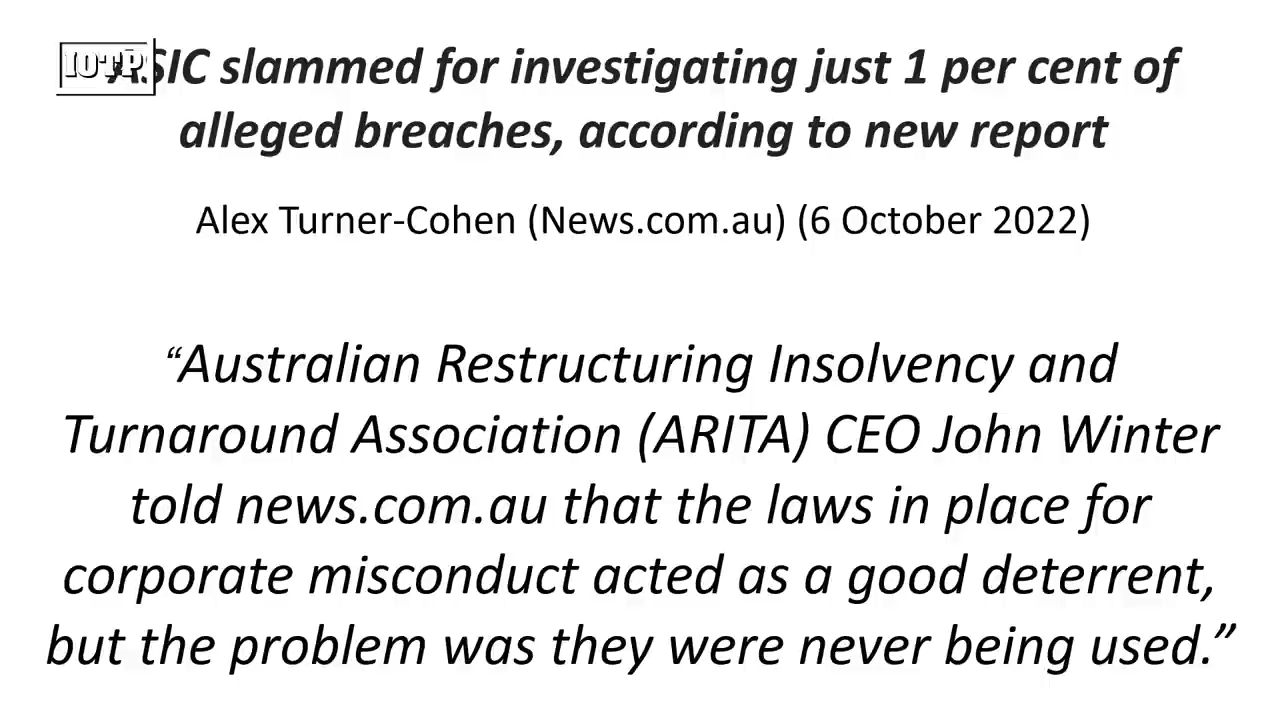 IOTP
ASIC slammed for investigating just 1 per cent of
alleged breaches, according to new report
Alex Turner-Cohen (News.com.au) (6 October 2022)
“Australian Restructuring Insolvency and
Turnaround Association (ARITA) CEO John Winter
told news.com.au that the laws in place for
corporate misconduct acted as a good deterrent,
but the problem was they were never being used.”